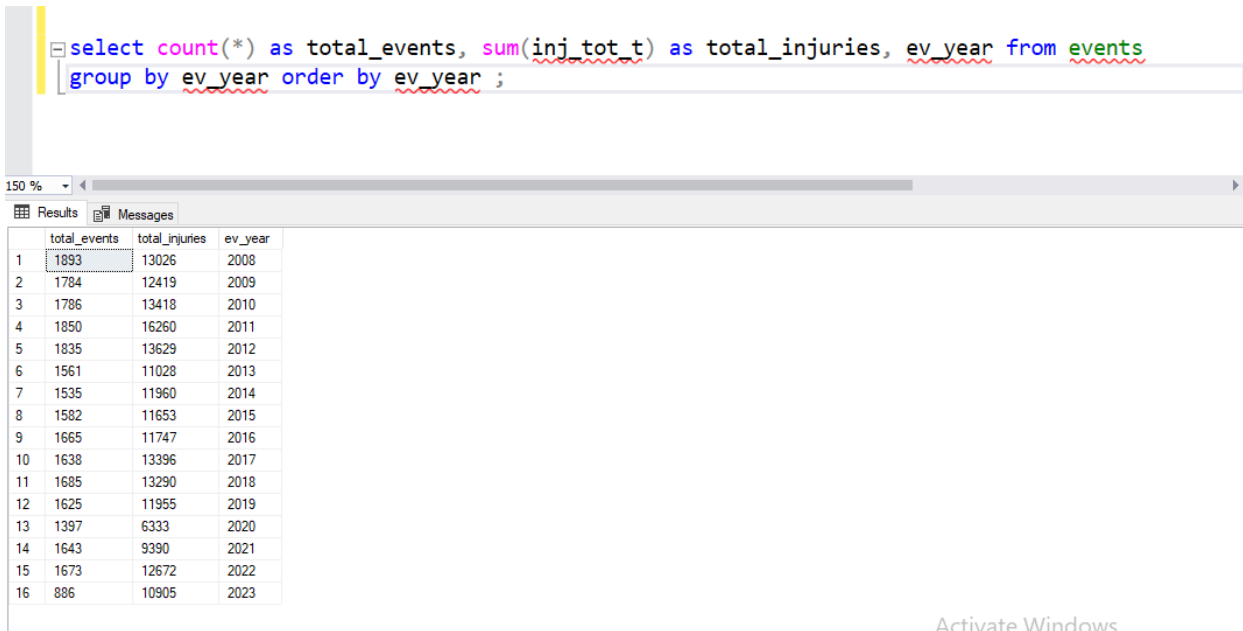 select count(*) as total_events, sum(inj_tot_t) as total_injuries, ev_year from events
group by ev_year order by ev_year ;
150 %
Results Messages
total_events total_injuries ev_year
1 1893 13026 2008
2 1784 12419 2009
3 1786 13418 2010
4 1850 16260 2011
5 1835 13629 2012
6 1561 11028 2013
7 1535 11960 2014
8 1582 11653 2015
9 1665 11747 2016
10 1638 13396 2017
11 1685 13290 2018
12 1625 11955 2019
13 1397 6333 2020
14 1643 9390 2021
15 1673 12672 2022
16 886 10905 2023
Activate Windows